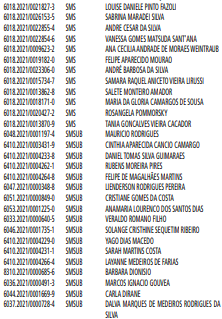 6018.2021/0021827-3 SMS LOUISE DANIELE PINTO FAZOLI
6018.2021/0026153-5 SMS SABRINA MARADEI SILVA
6018.2021/0022855-4 SMS ANDRE CESAR DA SILVA
6018.2021/0022854-6 SMS VANESSA GOMES MATSUDA SANT'ANA
6018.2021/0009623-2 SMS ANA CECILIA ANDRADE DE MORAES WEINTRAUB
6018.2021/0019182-0 SMS FELIPE APARECIDO MOURAO
6018.2021/0023306-0 SMS ANDRÉ BARBOSA DA SILVA
6018.2021/0015734-7 SMS SAMARA RAQUEL ANICETO VIEIRA LIRUSSI
6018.2021/0013862-8 SMS SALETE MONTEIRO AMADOR
6018.2021/0018171-0 SMS MARIA DA GLORIA CAMARGOS DE SOUSA
6018.2021/0020427-2 SMS ROSANGELA POMMORSKY
6018.2021/0013870-9 SMS TANIA GONCALVES VIEIRA CACADOR
6048.2021/0001197-4 SMSUB MAURICIO RODRIGUES
6410.2021/0003431-9 SMSUB CINTHIA APARECIDA CANCIO CAMARGO
6410.2021/0004233-8 SMSUB DANIEL TOMAS SILVA GUIMARAES
6410.2021/0004262-1 SMSUB RUBENS MOREIRA PIRES
6410.2021/0004264-8 SMSUB FELIPE DE MAGALHÃES MARTINS
6047.2021/0000348-8 SMSUB LIENDERSON RODRIGUES PEREIRA
6051.2021/0000849-0 SMSUB CRISTIANE GOMES DA COSTA
6053.2021/0001225-0 SMSUB ANAMARIA LOURENCO DOS SANTOS DIAS
6033.2021/0000640-5 SMSUB VERALDO ROMANO FILHO
6046.2021/0001735-1 SMSUB SOLANGE CRISTHINE SEQUETIM RIBEIRO
6410.2021/0004229-0 SMSUB YAGO DIAS MACEDO
6410.2021/0004231-1 SMSUB SARAH MARTINS COSTA
6410.2021/0004266-4 SMSUB LAYANNE MEDEIROS DE FARIAS
8310.2021/0000685-6 SMSUB BARBARA DIONISIO
6036.2021/0000491-3 SMSUB MARCOS IGNACIO GOUVEA
6044.2021/0001669-9 SMSUB CARLA DIRANE
6037.2021/0000728-4 SMSUB DALVA MARQUES DE MEDEIROS RODRIGUES DA
SILVA